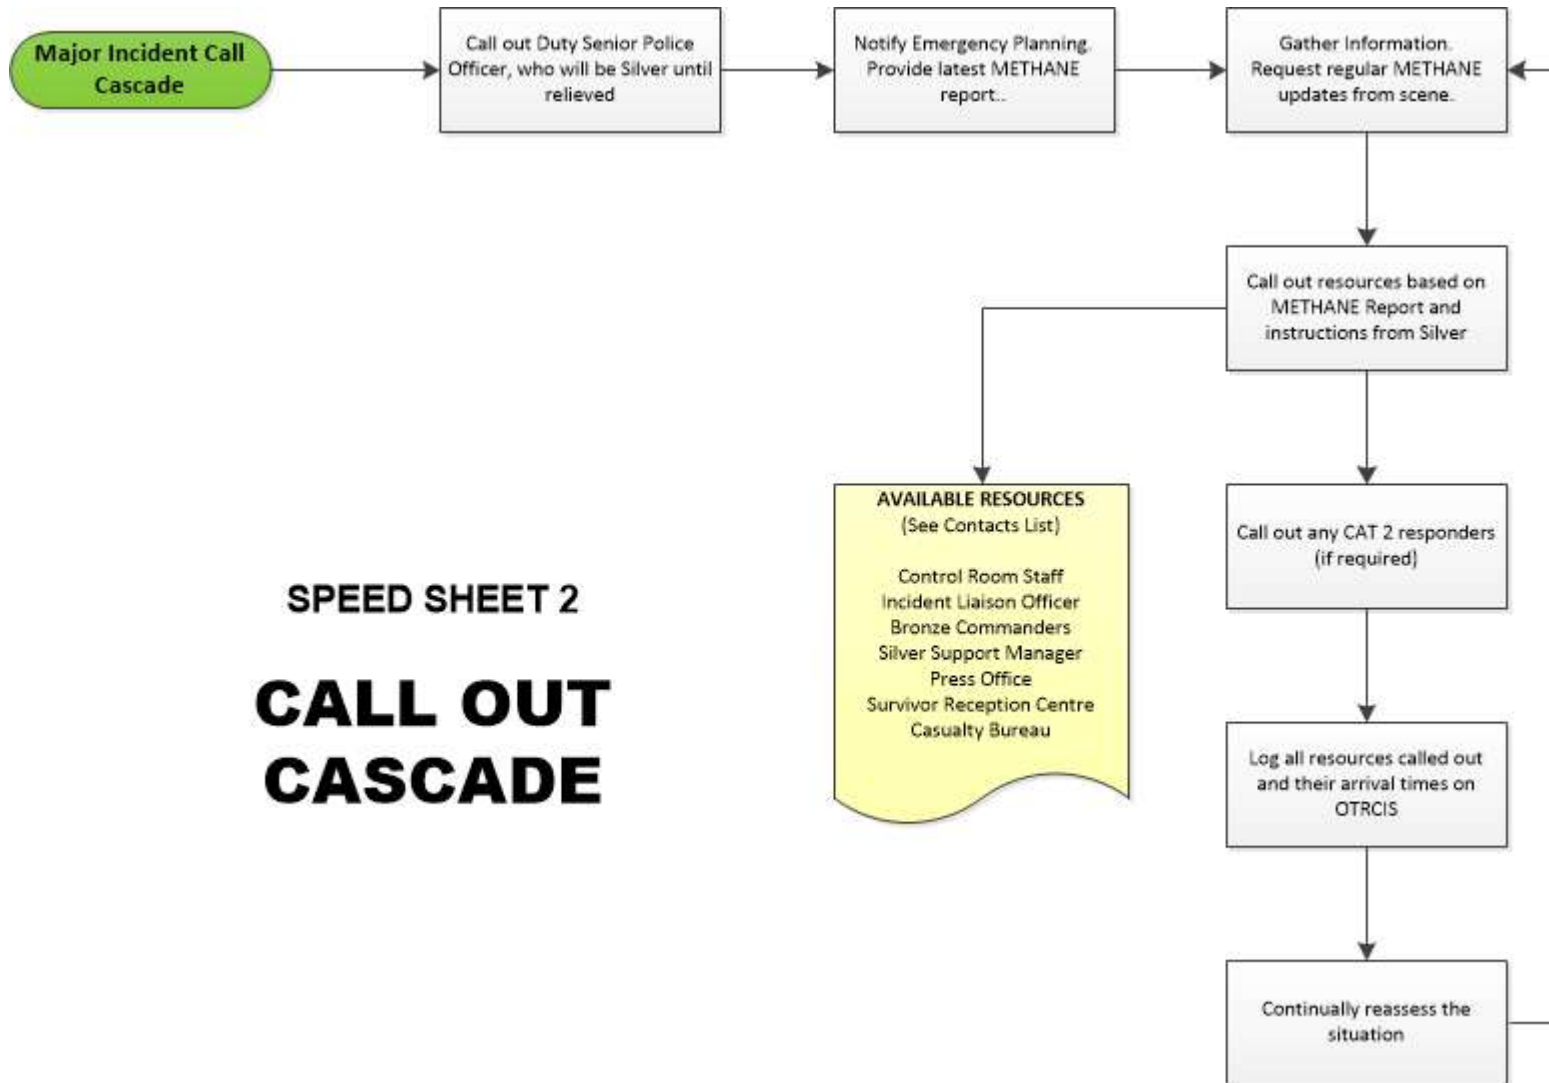 Major Incident Call
Cascade
Call out Duty Senior Police
Officer, who will be Silver until
relieved
Notify Emergency Planning.
Provide latest METHANE
report..
Gather Information.
Request regular METHANE
updates from scene.
Call out resources based on
METHANE Report and
instructions from Silver
AVAILABLE RESOURCES
(See Contacts List)
Control Room Staff
Incident Liaison Officer
Bronze Commanders
Silver Support Manager
Press Office
Survivor Reception Centre
Casualty Bureau
Call out any CAT 2 responders
(if required)
SPEED SHEET 2
CALL OUT
CASCADE
Log all resources called out
and their arrival times on
OTRCIS
Continually reassess the
situation